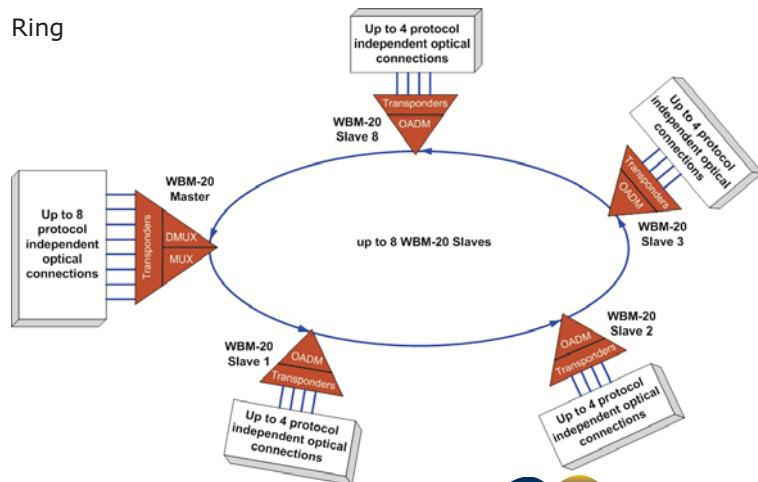 Ring
Up to 4 protocol
independent optical
connections
Transponders
OADM
WBM-20
Slave 8
Up to 4 protocol
independent optical
connections
Transponders
OADM
WBM-20
Slave 3
WBM-20
Master
Up to 8
protocol
independent
optical
connections
Transponders
DMUX
MUX
up to 8 WBM-20 Slaves
WBM-20
Slave 1
OADM
Transponders
Up to 4 protocol
independent optical
connections
WBM-20
Slave 2
OADM
Transponders
Up to 4 protocol
independent optical
connections